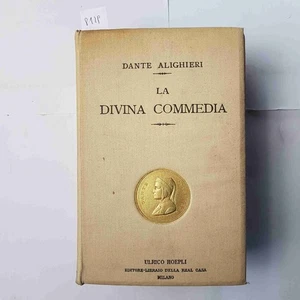 DANTE ALIGHIERI
LA
DIVINA COMMEDIA
ULRICO HOEPLI
EDITORE-LIBRAIO DELLA REAL CASA
MILANO